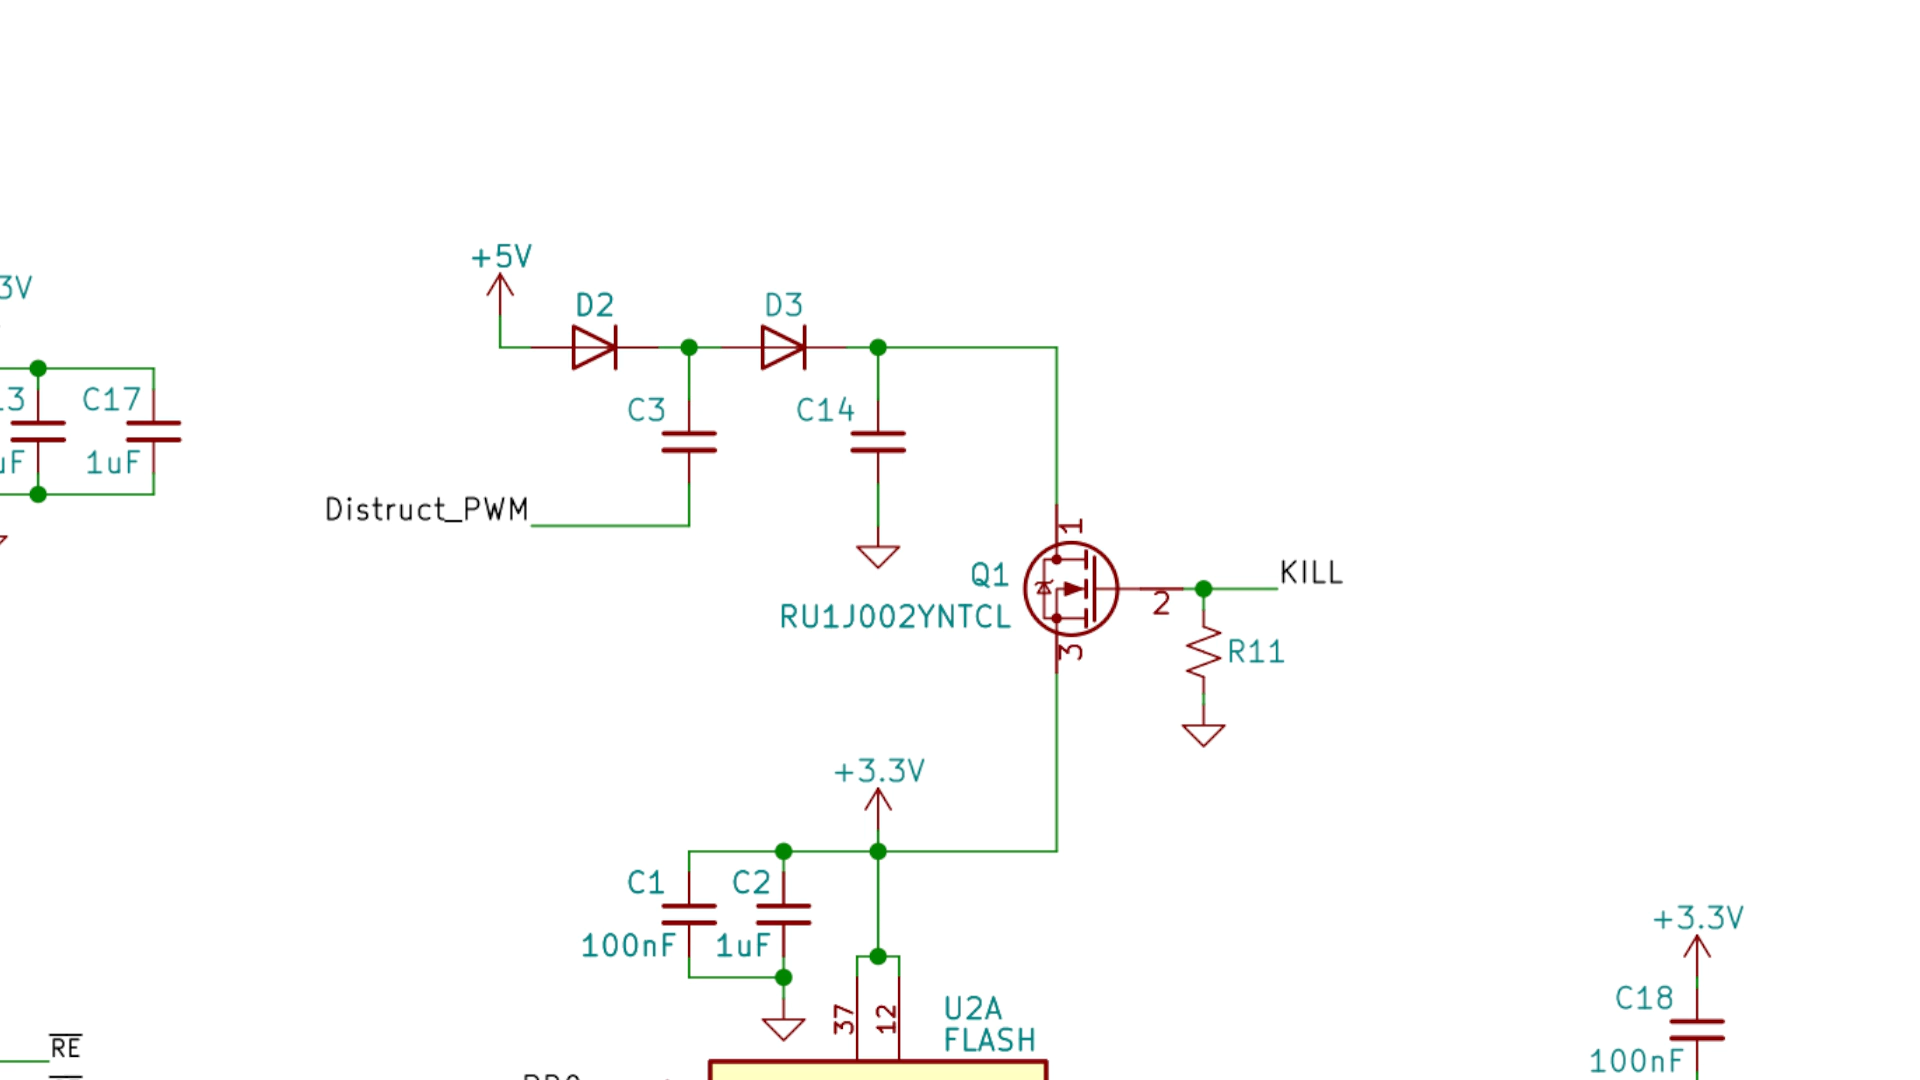 +5V
3V
D2
D3
C17
C3
C14
1uF
Distruct_PWM
1
Q1
RU1J002YNTCL
KILL
2
3
R11
+3.3V
C1
C2
100nF
1uF
+3.3V
C18
100nF
37
12
U2A
FLASH
RE